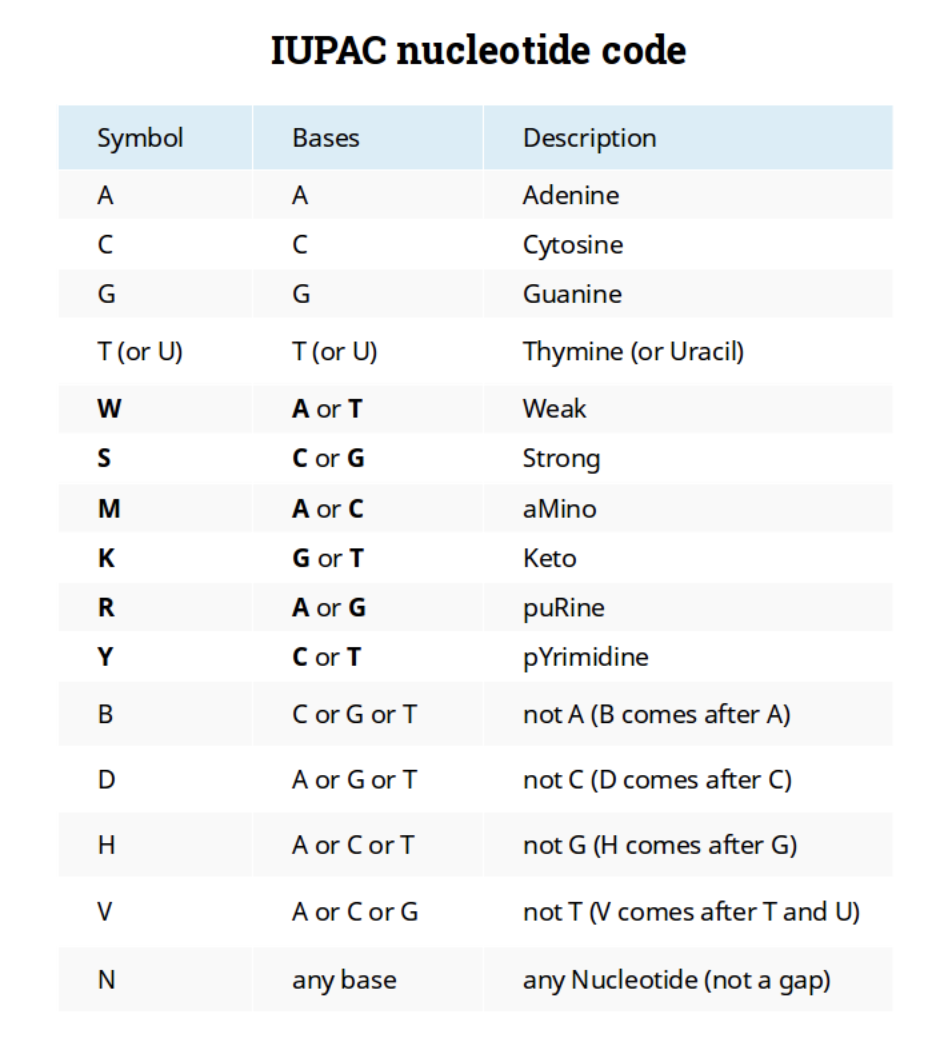 IUPAC nucleotide code
Symbol Bases Description
A A Adenine
C C Cytosine
G G Guanine
T (or U) T (or U) Thymine (or Uracil)
W A or T Weak
S C or G Strong
M A or C aMino
K G or T Keto
R A or G puRine
Y C or T pYrimidine
B C or G or T not A (B comes after A)
D A or G or T not C (D comes after C)
H A or C or T not G (H comes after G)
V A or C or G not T (V comes after T and U)
N any base any Nucleotide (not a gap)